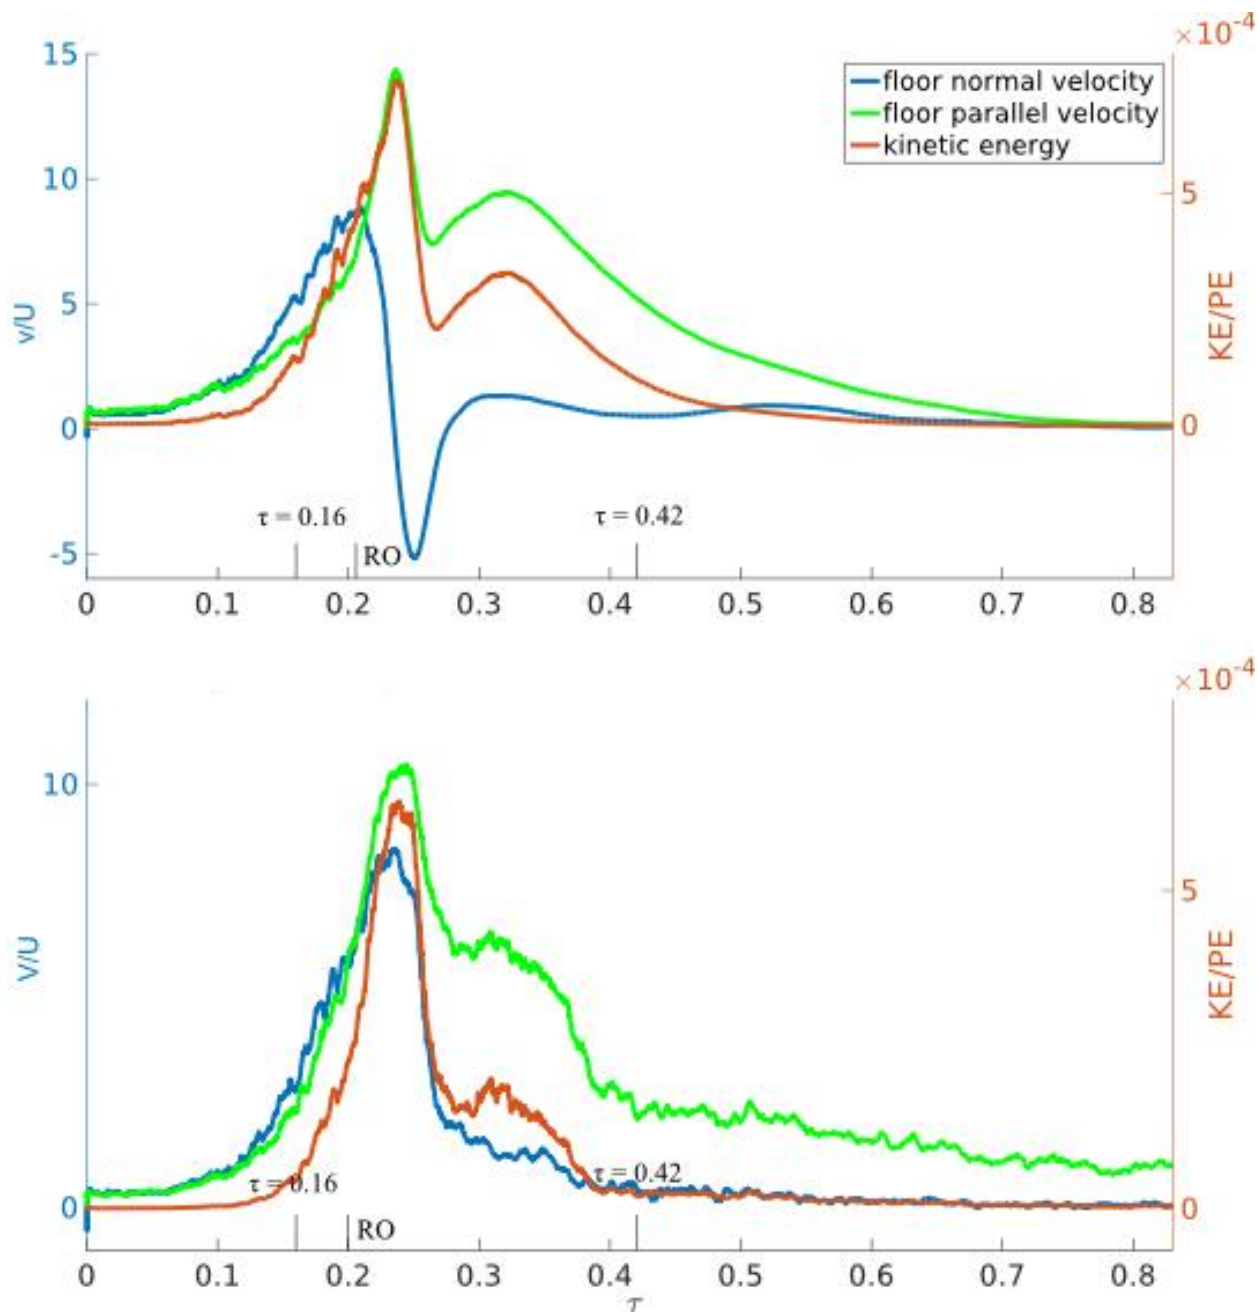 ×10-4
15
floor normal velocity
floor parallel velocity
kinetic energy
10
5
5
v/U
KE/PE
0
0
τ = 0.16
τ = 0.42
-5
RO
0
0.1
0.2
0.3
0.4
0.5
0.6
0.7
0.8
×10-4
10
5
V/U
KE/PE
τ = 0.16
τ = 0.42
0
0
RO
0
0.1
0.2
0.3
0.4
0.5
0.6
0.7
0.8
τ